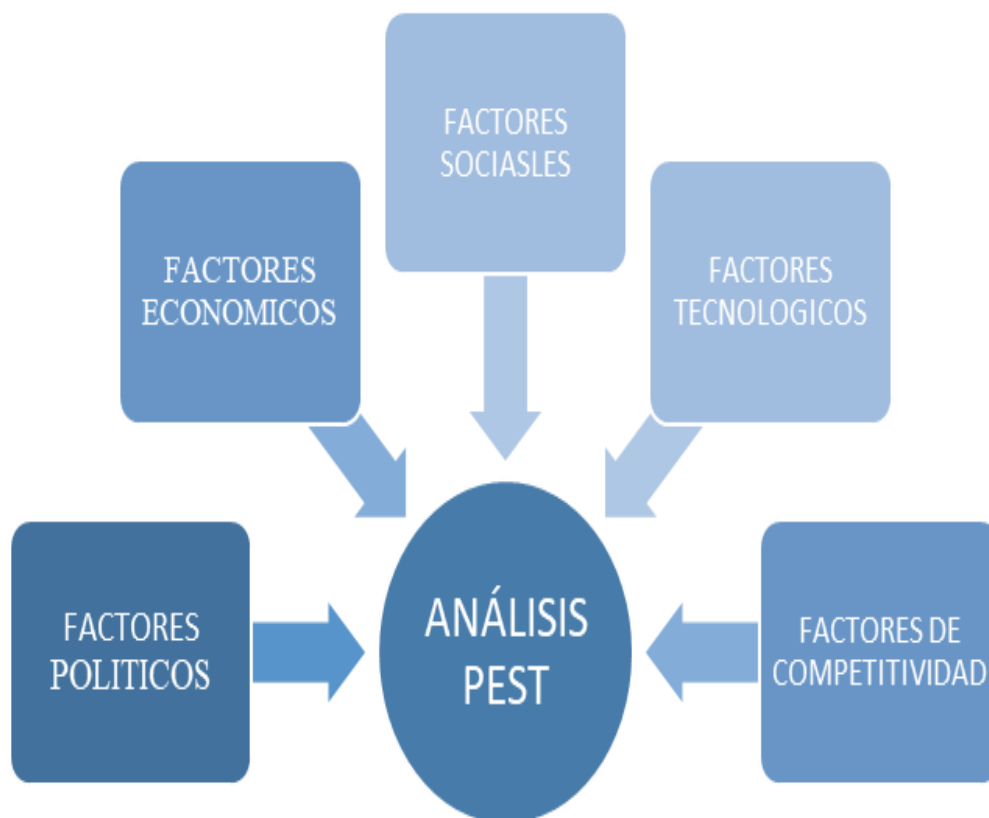 FACTORES
SOCIASLES
FACTORES
ECONOMICOS
FACTORES
TECNOLOGICOS
FACTORES
POLITICOS
ANÁLISIS
PEST
FACTORES DE
COMPETITIVIDAD